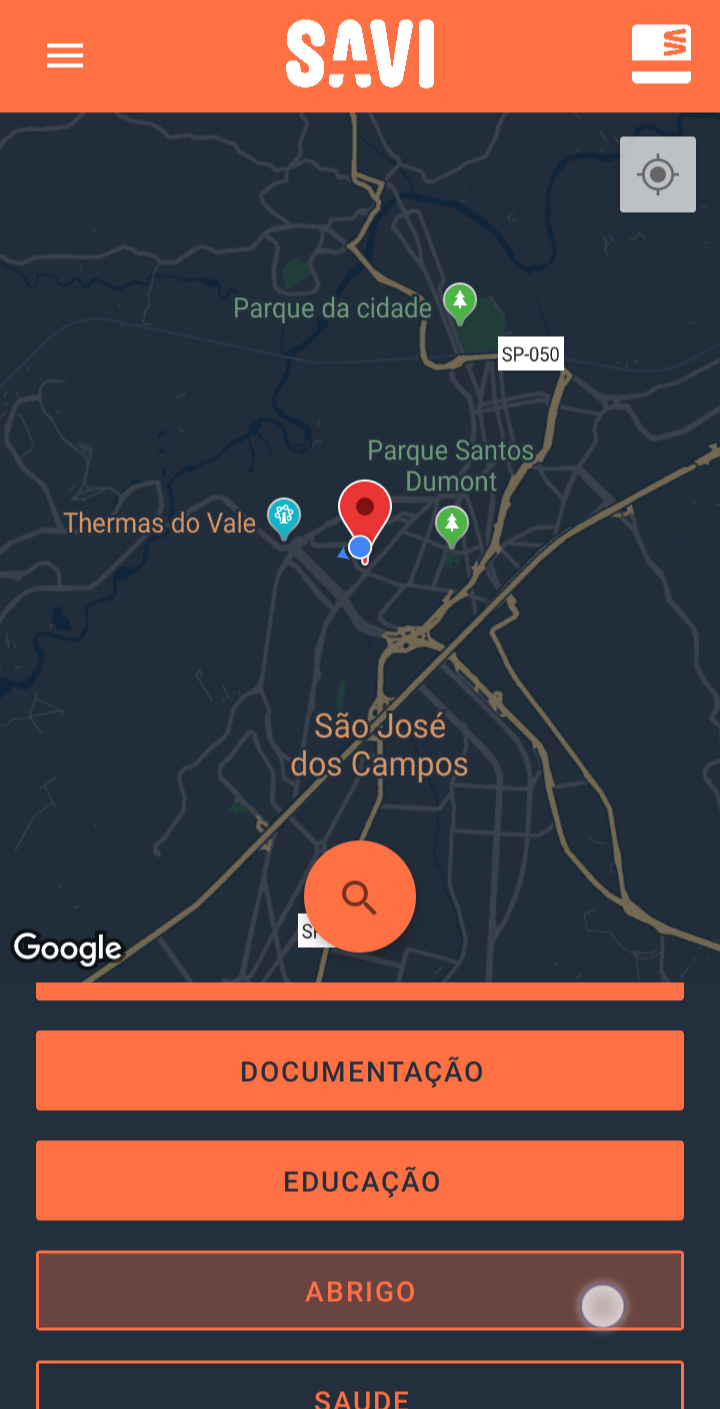 SAVI
Parque da cidade
SP-050
Parque Santos
Dumont
Thermas do Vale
São José
dos Campos
Google
DOCUMENTAÇÃO
EDUCAÇÃO
ABRIGO
SAUDE